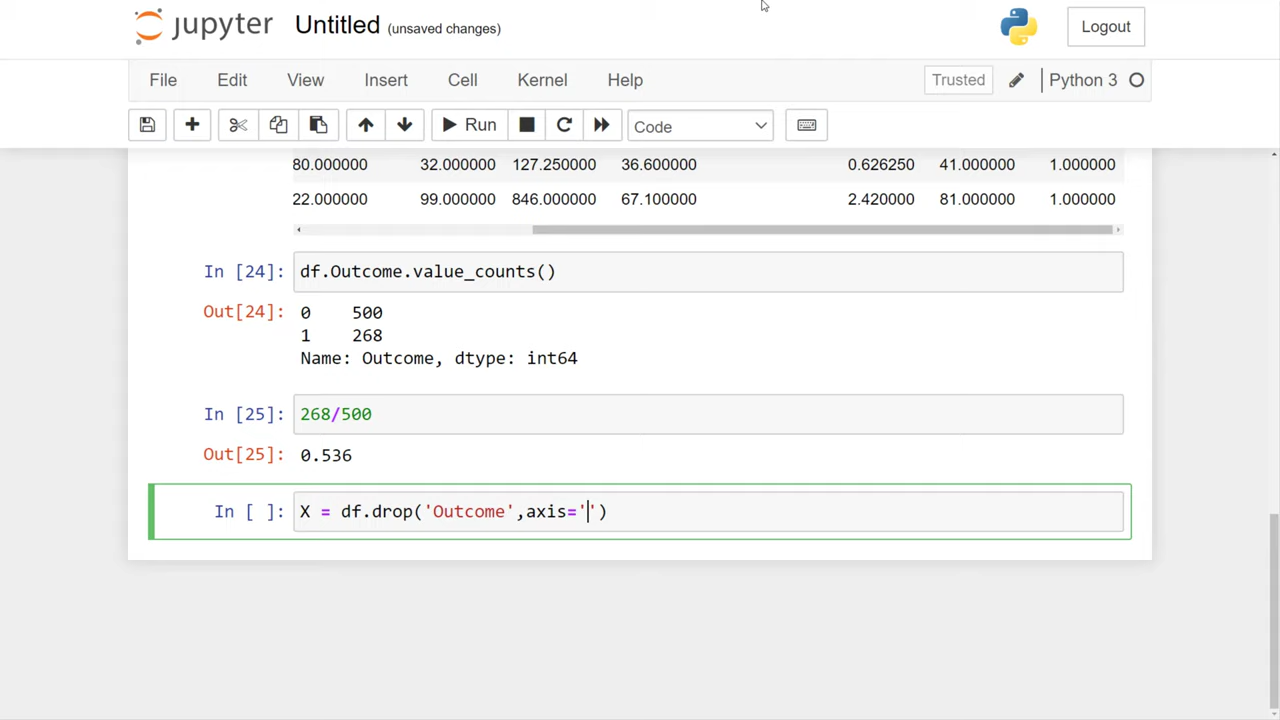 jupyter Untitled (unsaved changes) Logout
File Edit View Insert Cell Kernel Help Trusted Python 3
Run Code
80.000000 32.000000 127.250000 36.600000 0.626250 41.000000 1.000000
22.000000 99.000000 846.000000 67.100000 2.420000 81.000000 1.000000
In [24]: df.Outcome.value_counts()
Out[24]: 0 500
1 268
Name: Outcome, dtype: int64
In [25]: 268/500
Out[25]: 0.536
In [ ]: X = df.drop('Outcome',axis='')